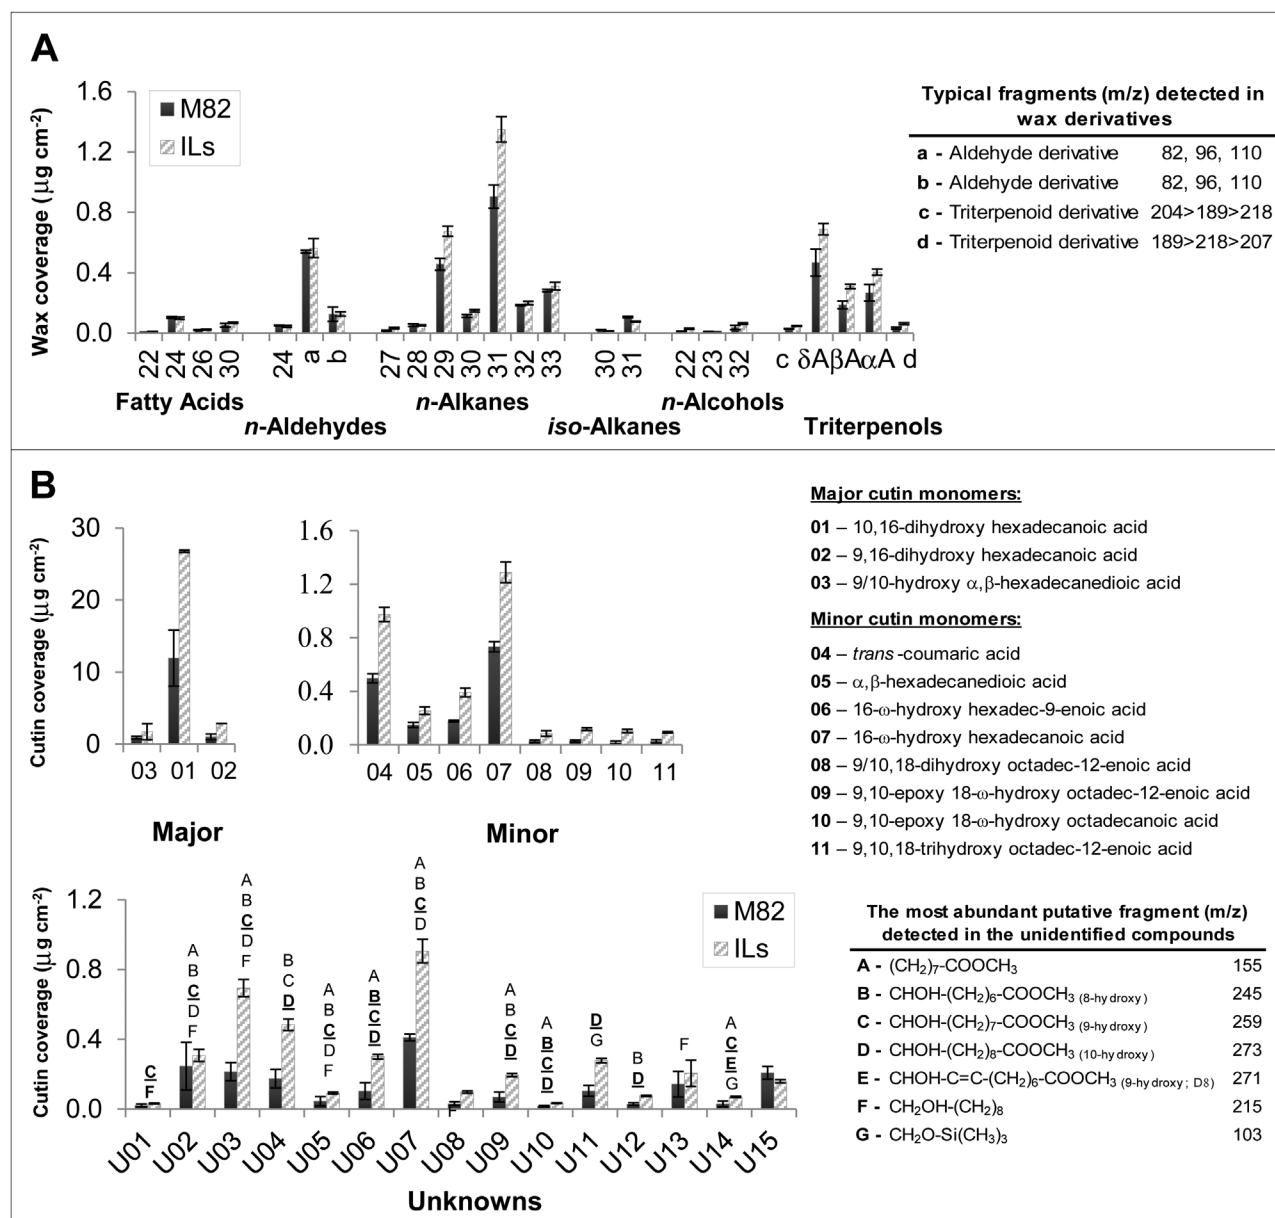 A
Wax coverage (µg cm-2)
1.6
1.2
0.8
0.4
0.0
M82
ILs
22 24 26 30 24 a b 27 28 29 30 31 32 33 30 31 22 23 32 c δA βA αA d
Fatty Acids
n-Aldehydes
n-Alkanes
iso-Alkanes
n-Alcohols
Triterpenols
Typical fragments (m/z) detected in
wax derivatives
a - Aldehyde derivative 82, 96, 110
b - Aldehyde derivative 82, 96, 110
c - Triterpenoid derivative 204>189>218
d - Triterpenoid derivative 189>218>207
B
Cutin coverage (µg cm-2)
30
20
10
0
03 01 02
Major
1.6
1.2
0.8
0.4
0.0
04 05 06 07 08 09 10 11
Minor
Major cutin monomers:
01 – 10,16-dihydroxy hexadecanoic acid
02 – 9,16-dihydroxy hexadecanoic acid
03 – 9/10-hydroxy α,β-hexadecanedioic acid
Minor cutin monomers:
04 – trans -coumaric acid
05 – α,β-hexadecanedioic acid
06 – 16-ω-hydroxy hexadec-9-enoic acid
07 – 16-ω-hydroxy hexadecanoic acid
08 – 9/10,18-dihydroxy octadec-12-enoic acid
09 – 9,10-epoxy 18-ω-hydroxy octadec-12-enoic acid
10 – 9,10-epoxy 18-ω-hydroxy octadecanoic acid
11 – 9,10,18-trihydroxy octadec-12-enoic acid
Cutin coverage (µg cm-2)
1.2
0.8
0.4
0.0
M82
ILs
C
F
A
B
C
D
F
A
B
C
D
F
B
C
D
A
B
C
D
F
A
B
C
D
A
B
C
D
F
A
B
C
D
A
B
C
D
D
G
B
D
F
A
C
E
G
U01 U02 U03 U04 U05 U06 U07 U08 U09 U10 U11 U12 U13 U14 U15
Unknowns
The most abundant putative fragment (m/z)
detected in the unidentified compounds
A - (CH2)7-COOCH3 155
B - CHOH-(CH2)6-COOCH3 (8-hydroxy) 245
C - CHOH-(CH2)7-COOCH3 (9-hydroxy) 259
D - CHOH-(CH2)8-COOCH3 (10-hydroxy) 273
E - CHOH-C=C-(CH2)6-COOCH3 (9-hydroxy; D8) 271
F - CH2OH-(CH2)8 215
G - CH2O-Si(CH3)3 103